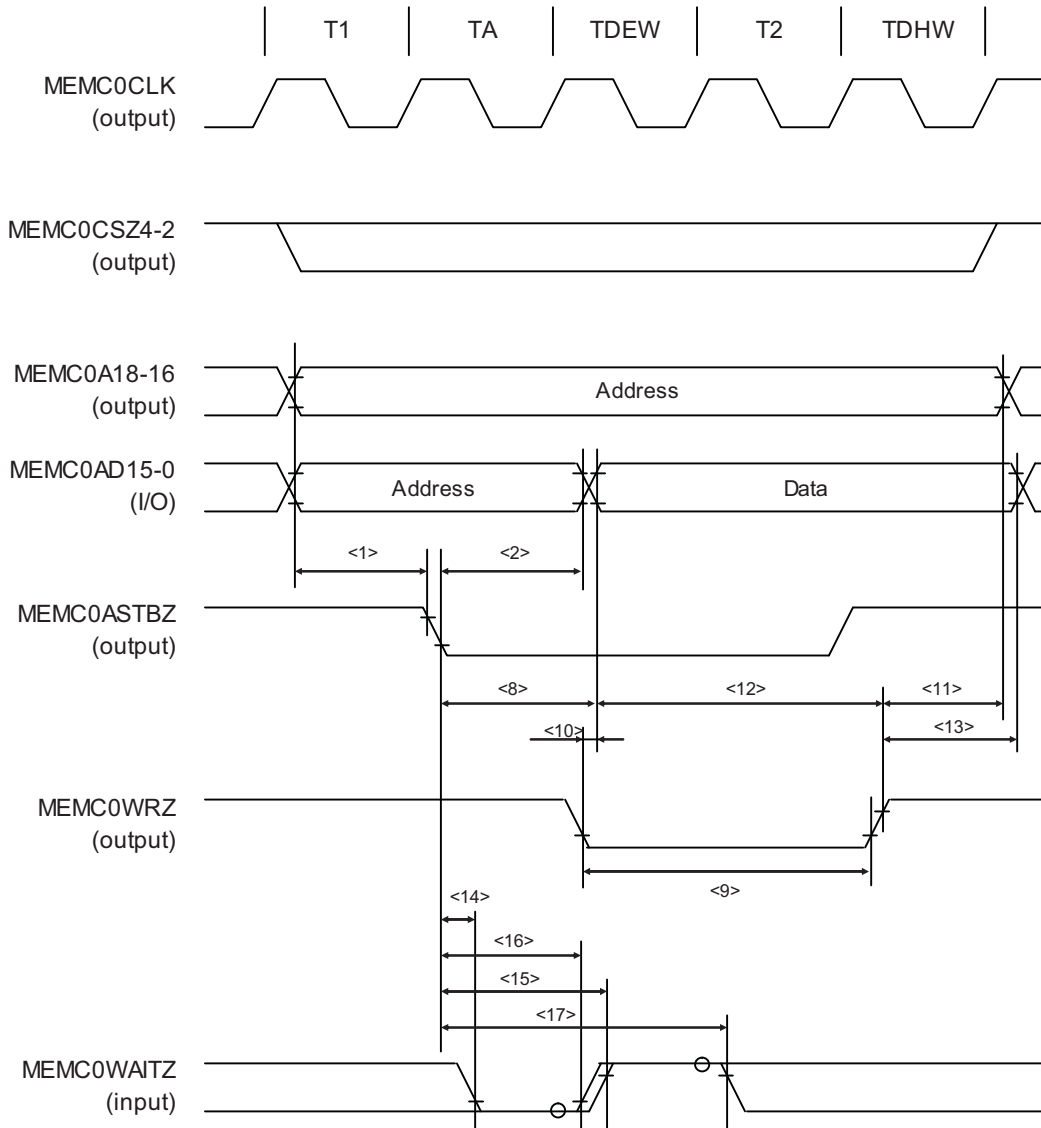 T1 TA TDEW T2 TDHW
MEMC0CLK
(output)
MEMC0CSZ4-2
(output)
MEMC0A18-16
(output)
Address
MEMC0AD15-0
(I/O)
Address Data
<1> <2>
MEMC0ASTBZ
(output)
<8> <12> <11>
<10> <13>
MEMC0WRZ
(output)
<9>
<14>
<16>
<15>
<17>
MEMC0WAITZ
(input)